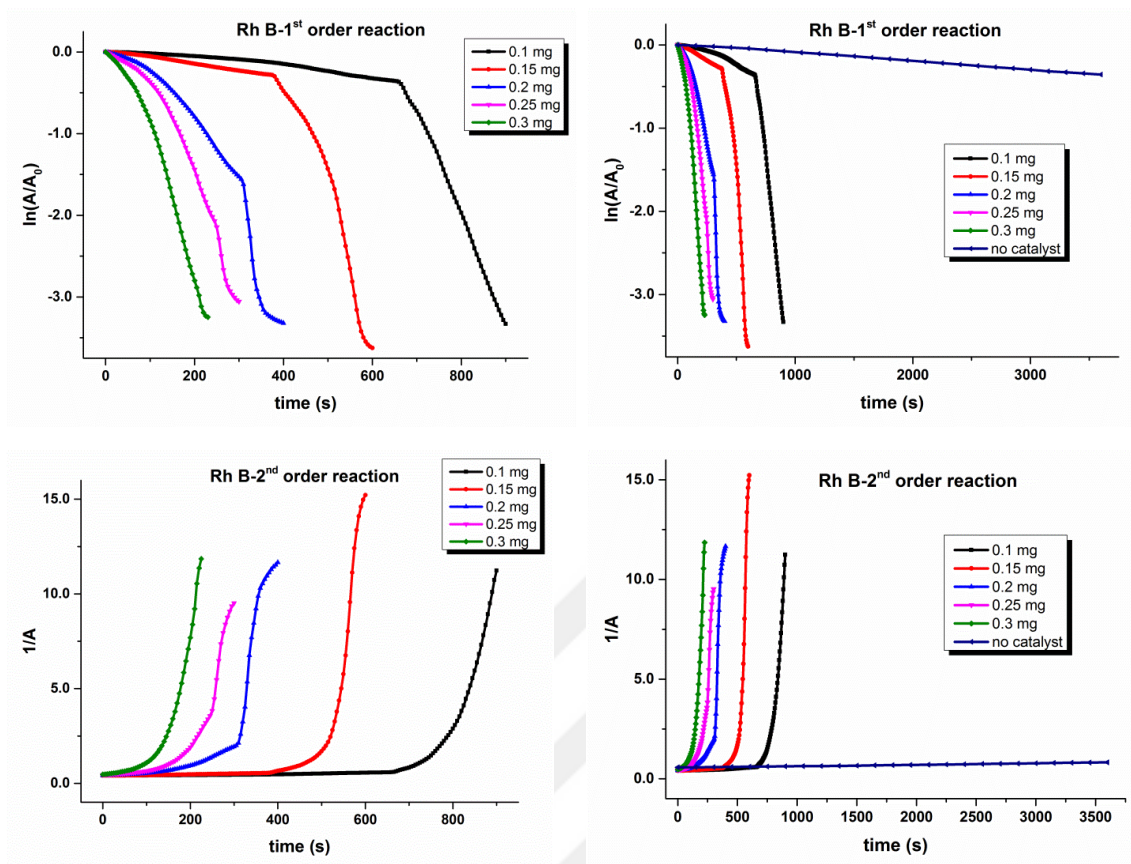 Rh B-1st order reaction
0.1 mg
0.15 mg
0.2 mg
0.25 mg
0.3 mg
0.0
-1.0
-2.0
-3.0
ln(A/A0)
0 200 400 600 800
time (s)
Rh B-1st order reaction
0.1 mg
0.15 mg
0.2 mg
0.25 mg
0.3 mg
no catalyst
0.0
-1.0
-2.0
-3.0
ln(A/A0)
0 1000 2000 3000
time (s)
Rh B-2nd order reaction
0.1 mg
0.15 mg
0.2 mg
0.25 mg
0.3 mg
15.0
10.0
5.0
0.0
1/A
0 200 400 600 800
time (s)
Rh B-2nd order reaction
0.1 mg
0.15 mg
0.2 mg
0.25 mg
0.3 mg
no catalyst
15.0
10.0
5.0
0.0
1/A
0 500 1000 1500 2000 2500 3000 3500
time (s)